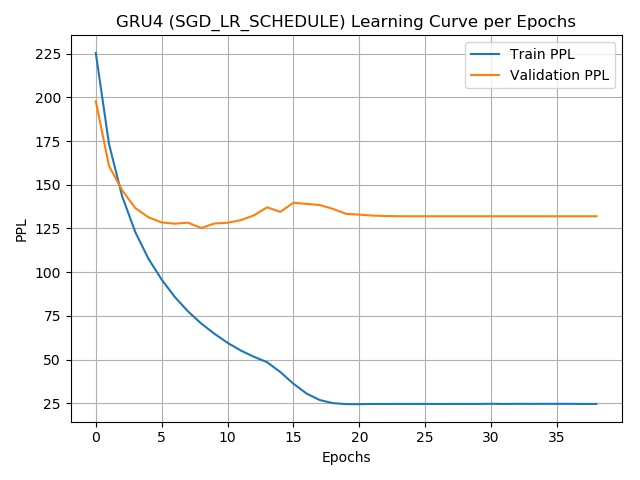 GRU4 (SGD_LR_SCHEDULE) Learning Curve per Epochs
Train PPL
Validation PPL
PPL
225
200
175
150
125
100
75
50
25
0 5 10 15 20 25 30 35
Epochs